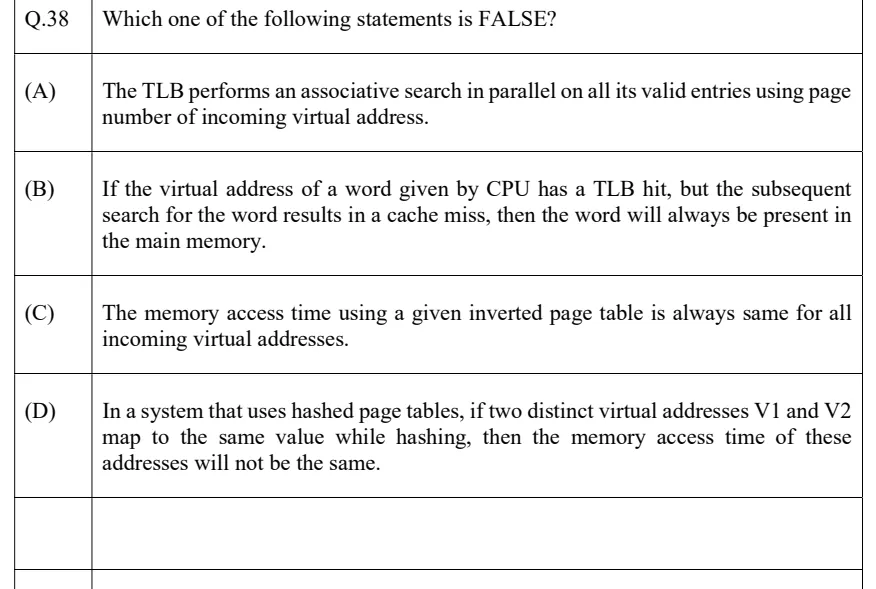 Q.38 Which one of the following statements is FALSE?
(A) The TLB performs an associative search in parallel on all its valid entries using page
number of incoming virtual address.
(B) If the virtual address of a word given by CPU has a TLB hit, but the subsequent
search for the word results in a cache miss, then the word will always be present in
the main memory.
(C) The memory access time using a given inverted page table is always same for all
incoming virtual addresses.
(D) In a system that uses hashed page tables, if two distinct virtual addresses V1 and V2
map to the same value while hashing, then the memory access time of these
addresses will not be the same.